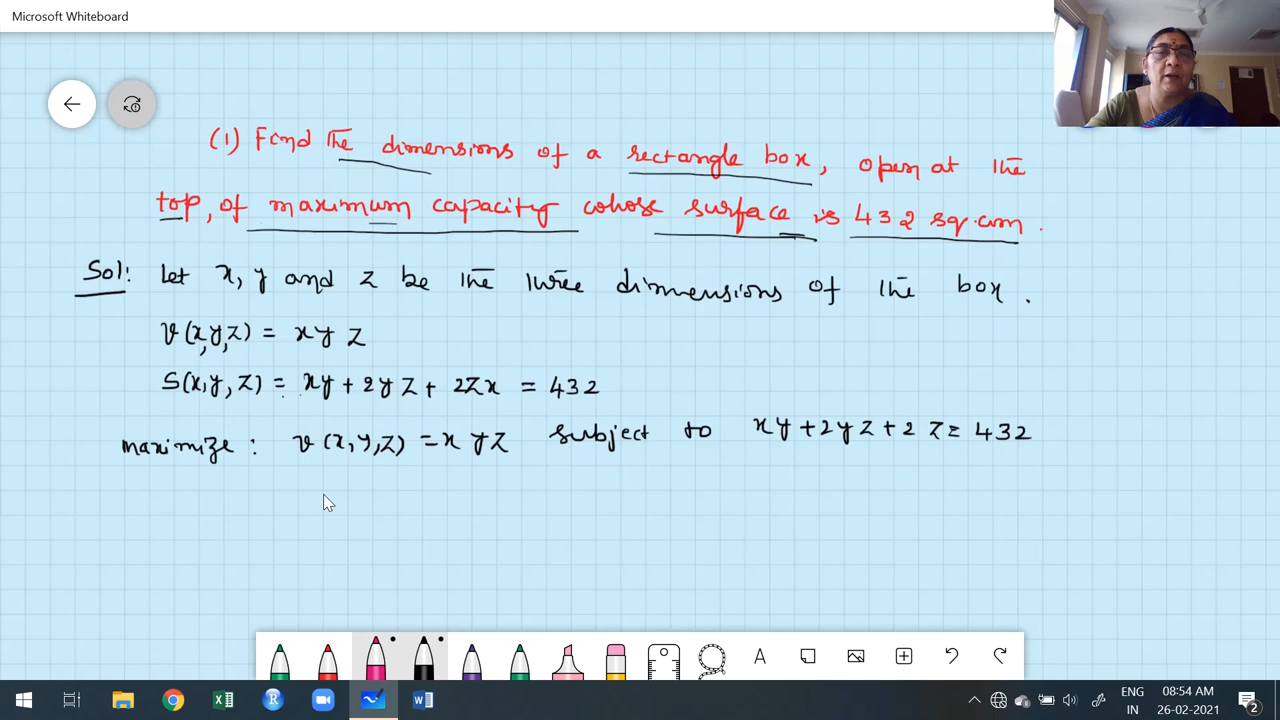 Microsoft Whiteboard
(1) Find the dimensions of a rectangle box, open at the
top, of maximum capacity whose surface is 432 sq.cm.
Sol: Let x, y and z be the three dimensions of the box.
V(x,y,z) = xyz
S(x,y,z) = xy + 2yz + 2zx = 432
maximize: V(x,y,z) = xyz subject to xy + 2yz + 2z = 432
A
ENG
IN
08:54 AM
26-02-2021
2